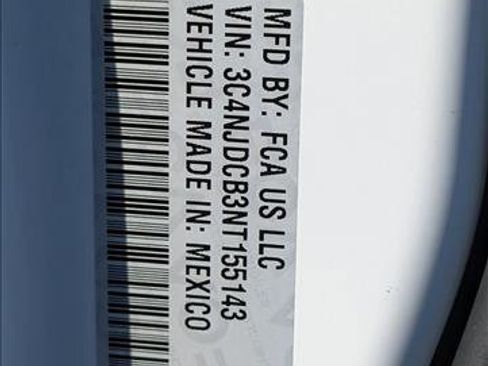 MFD BY: FCA US LLC
VIN: 3C4NJDCB3NT155143
VEHICLE MADE IN: MEXICO